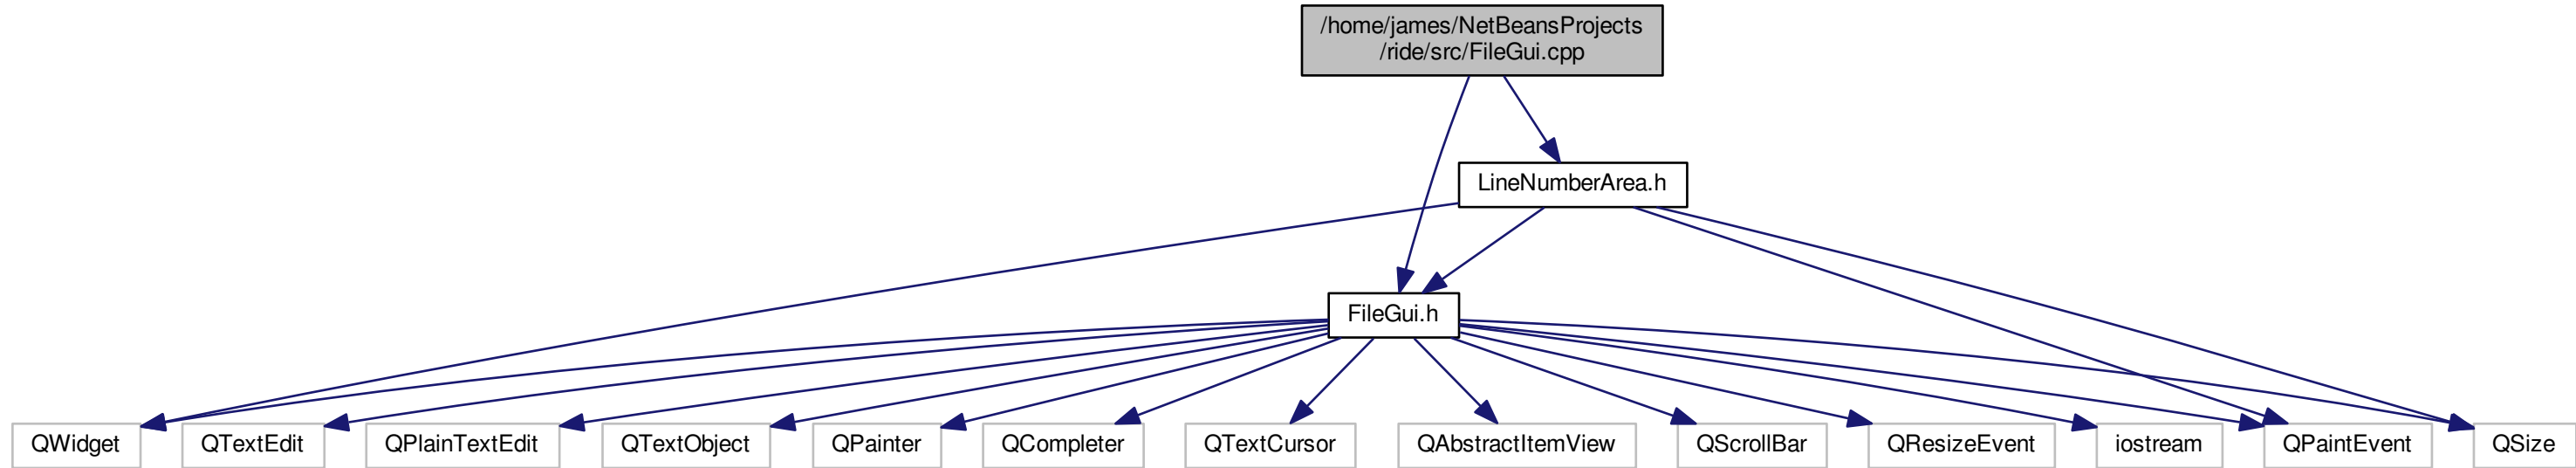 /home/james/NetBeansProjects
/ride/src/FileGui.cpp
LineNumberArea.h
FileGui.h
QWidget
QTextEdit
QPlainTextEdit
QTextObject
QPainter
QCompleter
QTextCursor
QAbstractItemView
QScrollBar
QResizeEvent
iostream
QPaintEvent
QSize